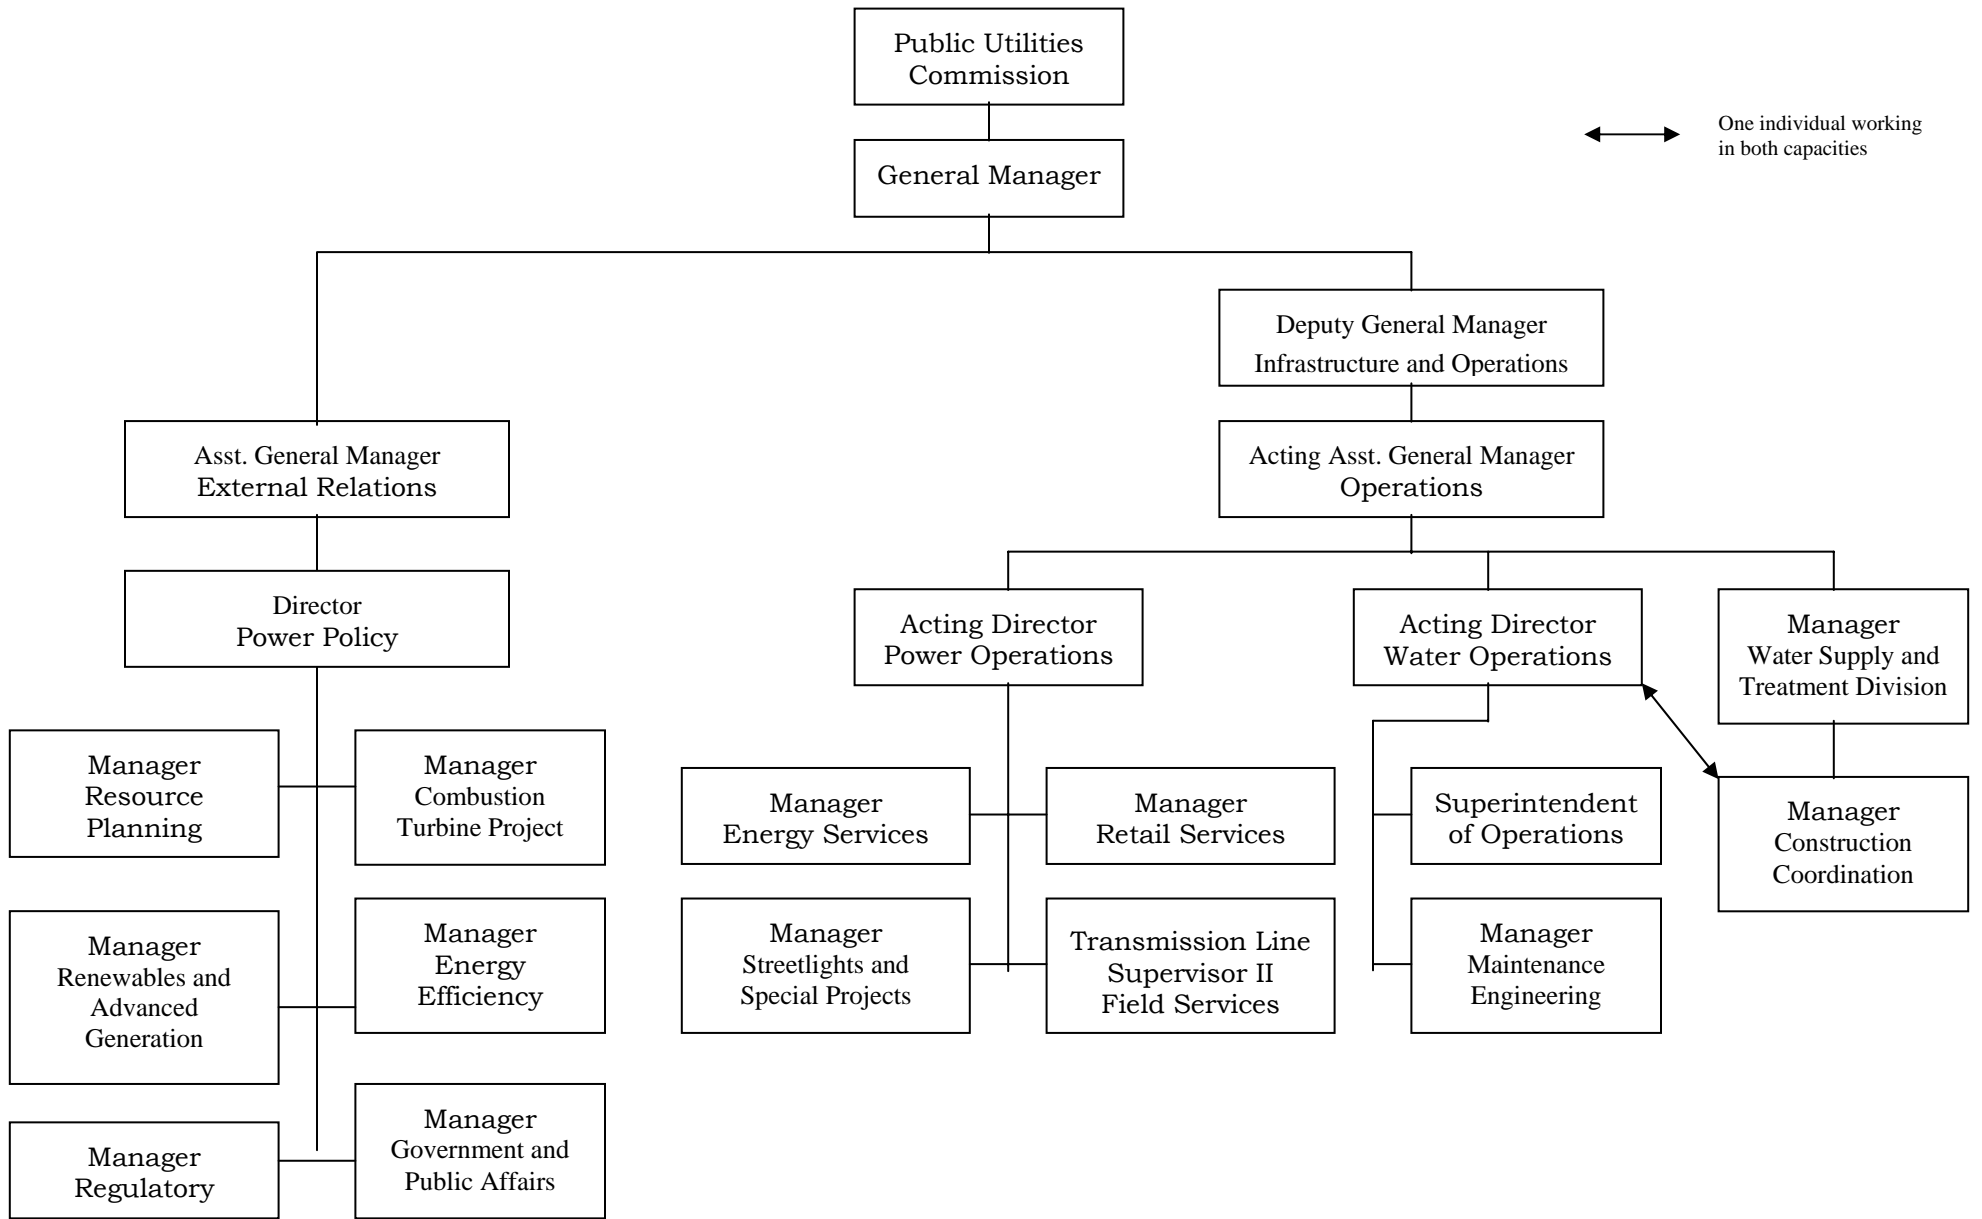 Public Utilities
Commission
One individual working
in both capacities
General Manager
Deputy General Manager
Infrastructure and Operations
Asst. General Manager
External Relations
Acting Asst. General Manager
Operations
Director
Power Policy
Acting Director
Power Operations
Acting Director
Water Operations
Manager
Water Supply and
Treatment Division
Manager
Resource
Planning
Manager
Combustion
Turbine Project
Manager
Energy Services
Manager
Retail Services
Superintendent
of Operations
Manager
Construction
Coordination
Manager
Renewables and
Advanced
Generation
Manager
Energy
Efficiency
Manager
Streetlights and
Special Projects
Transmission Line
Supervisor II
Field Services
Manager
Maintenance
Engineering
Manager
Regulatory
Manager
Government and
Public Affairs